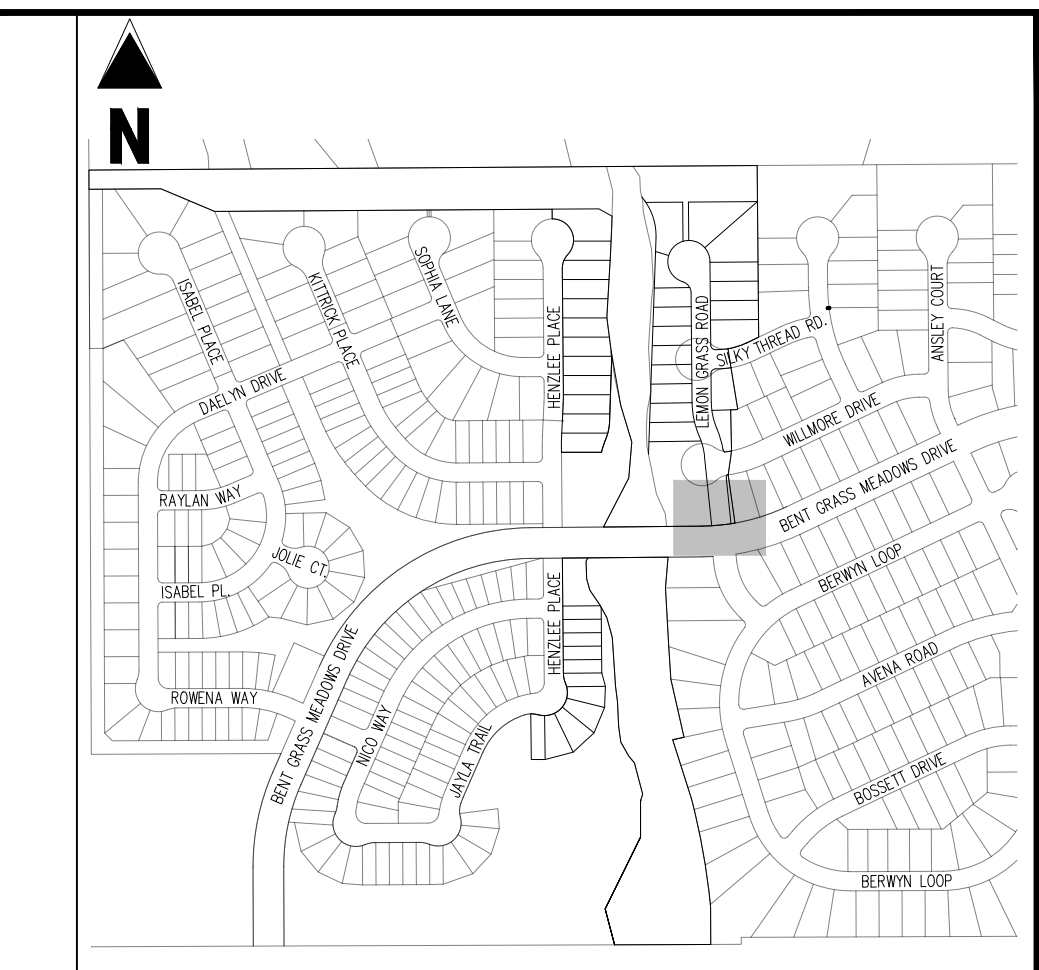 N
ISABEL PLACE
KITTRICK PLACE
SOPHIA LANE
HENZLEE PLACE
LEMON GRASS ROAD
SILKY THREAD RD.
ANSLEY COURT
DAELYN DRIVE
WILLMORE DRIVE
BENT GRASS MEADOWS DRIVE
RAYLAN WAY
JOLIE CT.
ISABEL PL.
BERWYN LOOP
HENZLEE PLACE
AVENA ROAD
ROWENA WAY
BENT GRASS MEADOWS DRIVE
NICO WAY
JAYLA TRAIL
BOSSETT DRIVE
BERWYN LOOP